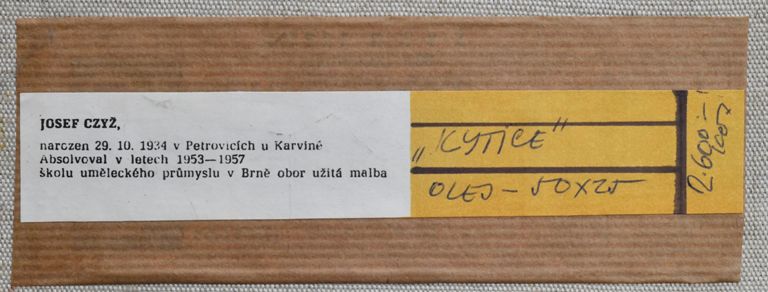 JOSEF CZYŽ,
narozen 29. 10. 1934 v Petrovicích u Karviné
Absolvoval v letech 1953—1957
školu uměleckého průmyslu v Brně obor užitá malba
„KYTICE"
OLEJ – 50X25
2.600,-